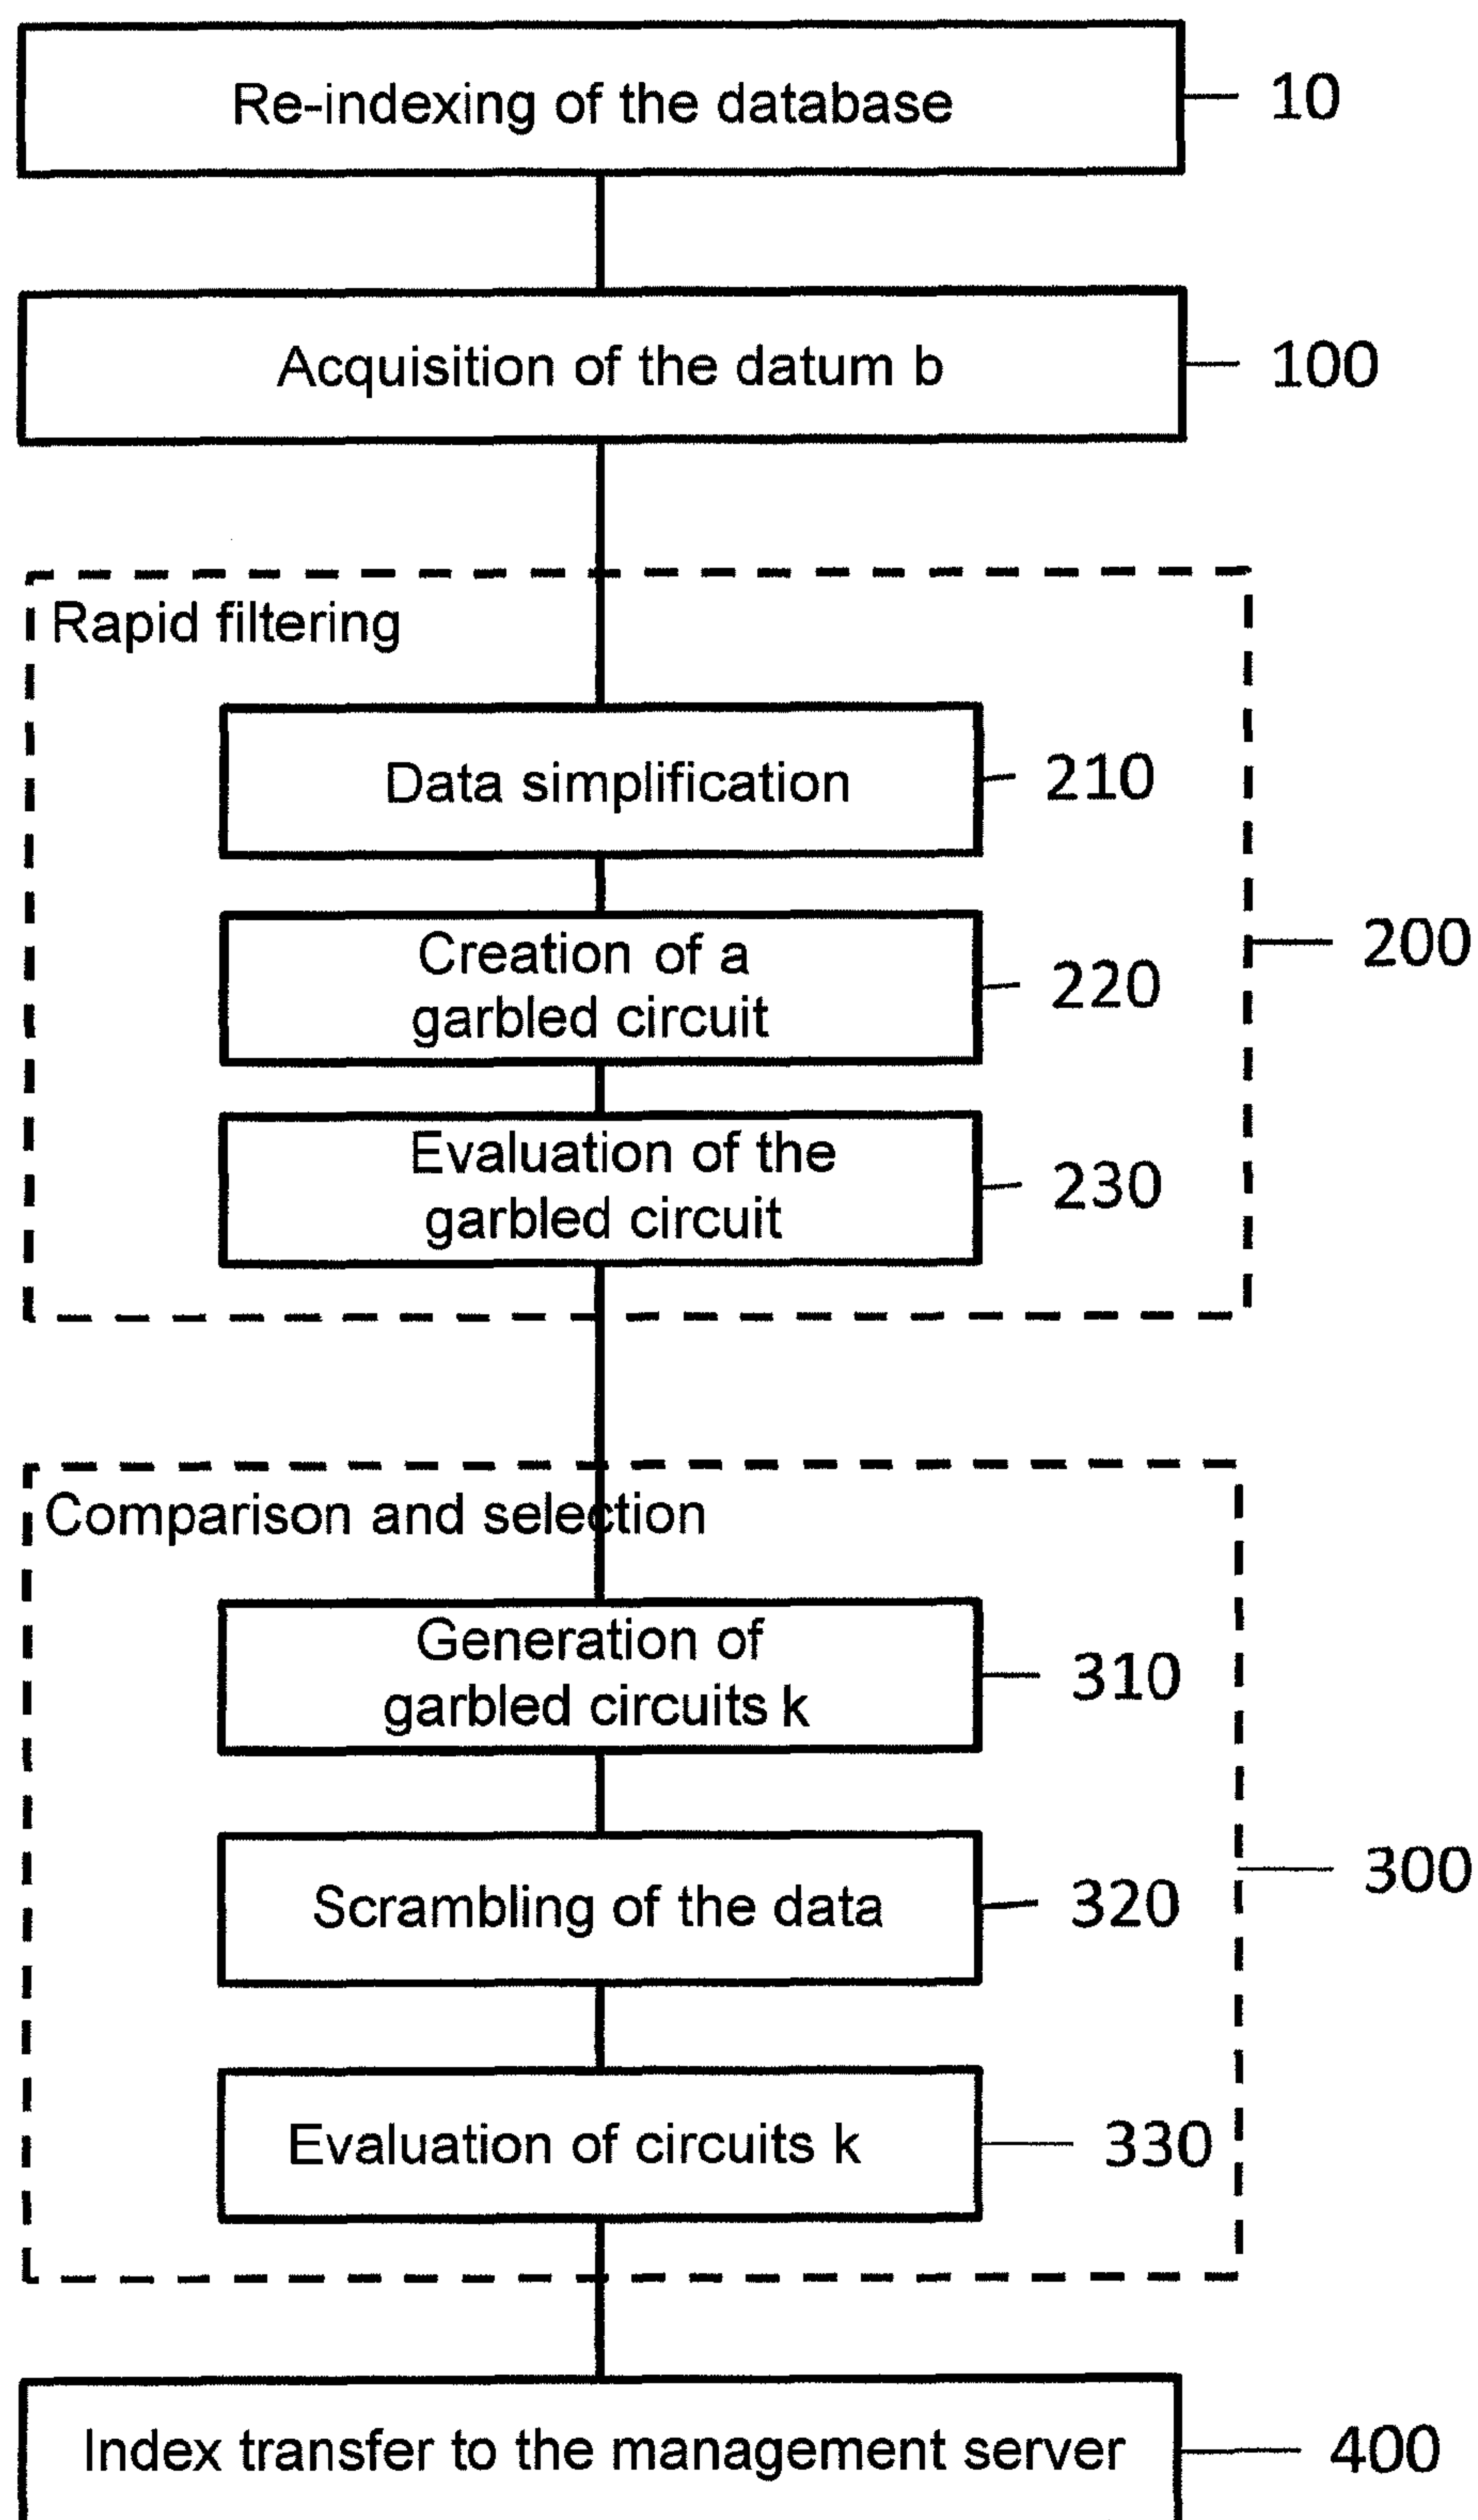 Re-indexing of the database
10
Acquisition of the datum b
100
Rapid filtering
Data simplification
210
Creation of a
garbled circuit
220
200
Evaluation of the
garbled circuit
230
Comparison and selection
Generation of
garbled circuits k
310
Scrambling of the data
320
300
Evaluation of circuits k
330
Index transfer to the management server
400